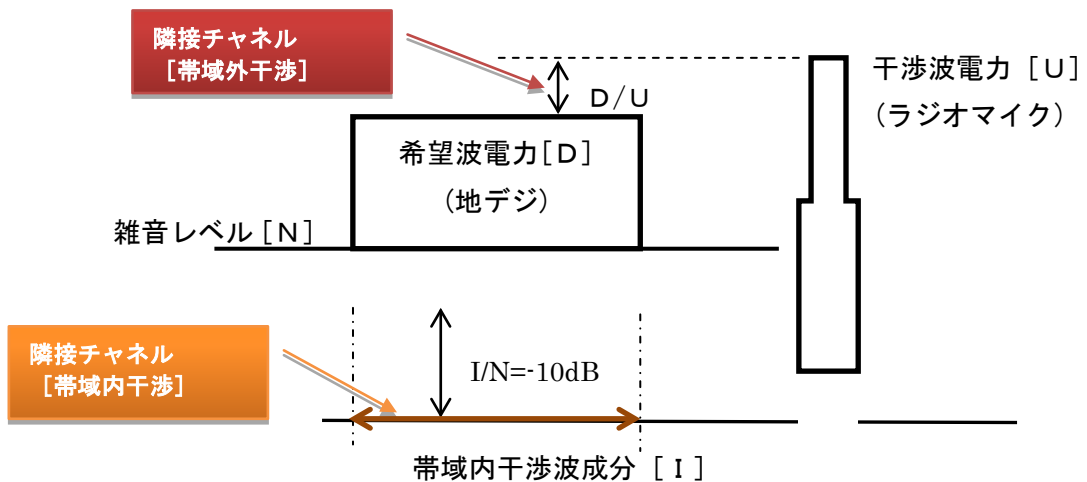 隣接チャネル
［帯域外干渉］
D/U
干渉波電力［U］
（ラジオマイク）
希望波電力[D]
（地デジ）
雑音レベル[N]
隣接チャネル
［帯域内干渉］
I/N=-10dB
帯域内干渉波成分［I］